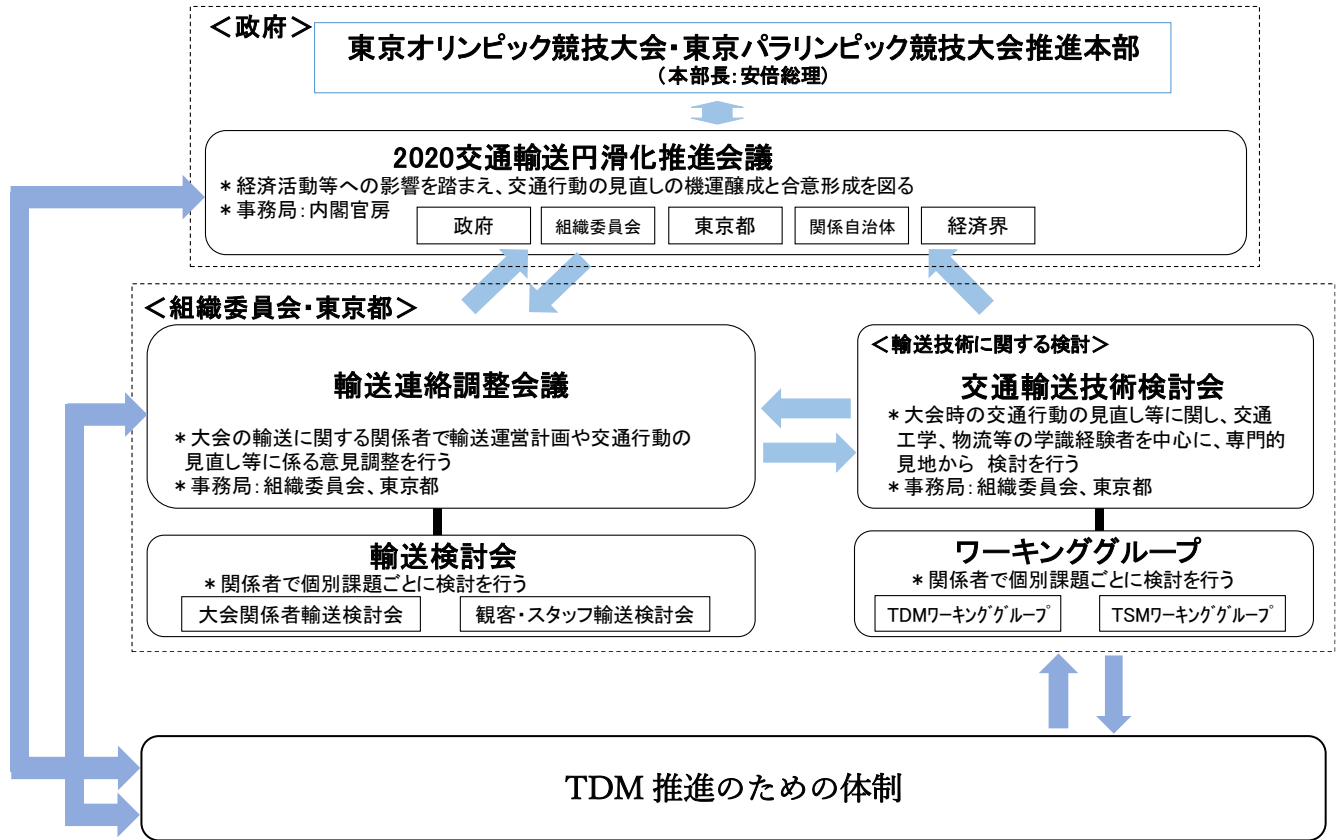 ＜政府＞
東京オリンピック競技大会・東京パラリンピック競技大会推進本部
（本部長：安倍総理）
2020交通輸送円滑化推進会議
＊経済活動等への影響を踏まえ、交通行動の見直しの機運醸成と合意形成を図る
＊事務局：内閣官房
政府
組織委員会
東京都
関係自治体
経済界
＜組織委員会・東京都＞
輸送連絡調整会議
＊大会の輸送に関する関係者で輸送運営計画や交通行動の
見直し等に係る意見調整を行う
＊事務局：組織委員会、東京都
輸送検討会
＊関係者で個別課題ごとに検討を行う
大会関係者輸送検討会
観客・スタッフ輸送検討会
＜輸送技術に関する検討＞
交通輸送技術検討会
＊大会時の交通行動の見直し等に関し、交通
工学、物流等の学識経験者を中心に、専門的
見地から 検討を行う
＊事務局：組織委員会、東京都
ワーキンググループ
＊関係者で個別課題ごとに検討を行う
TDMﾜｰｷﾝｸﾞｸﾞﾙｰﾌﾟ
TSMﾜｰｷﾝｸﾞｸﾞﾙｰﾌﾟ
TDM 推進のための体制